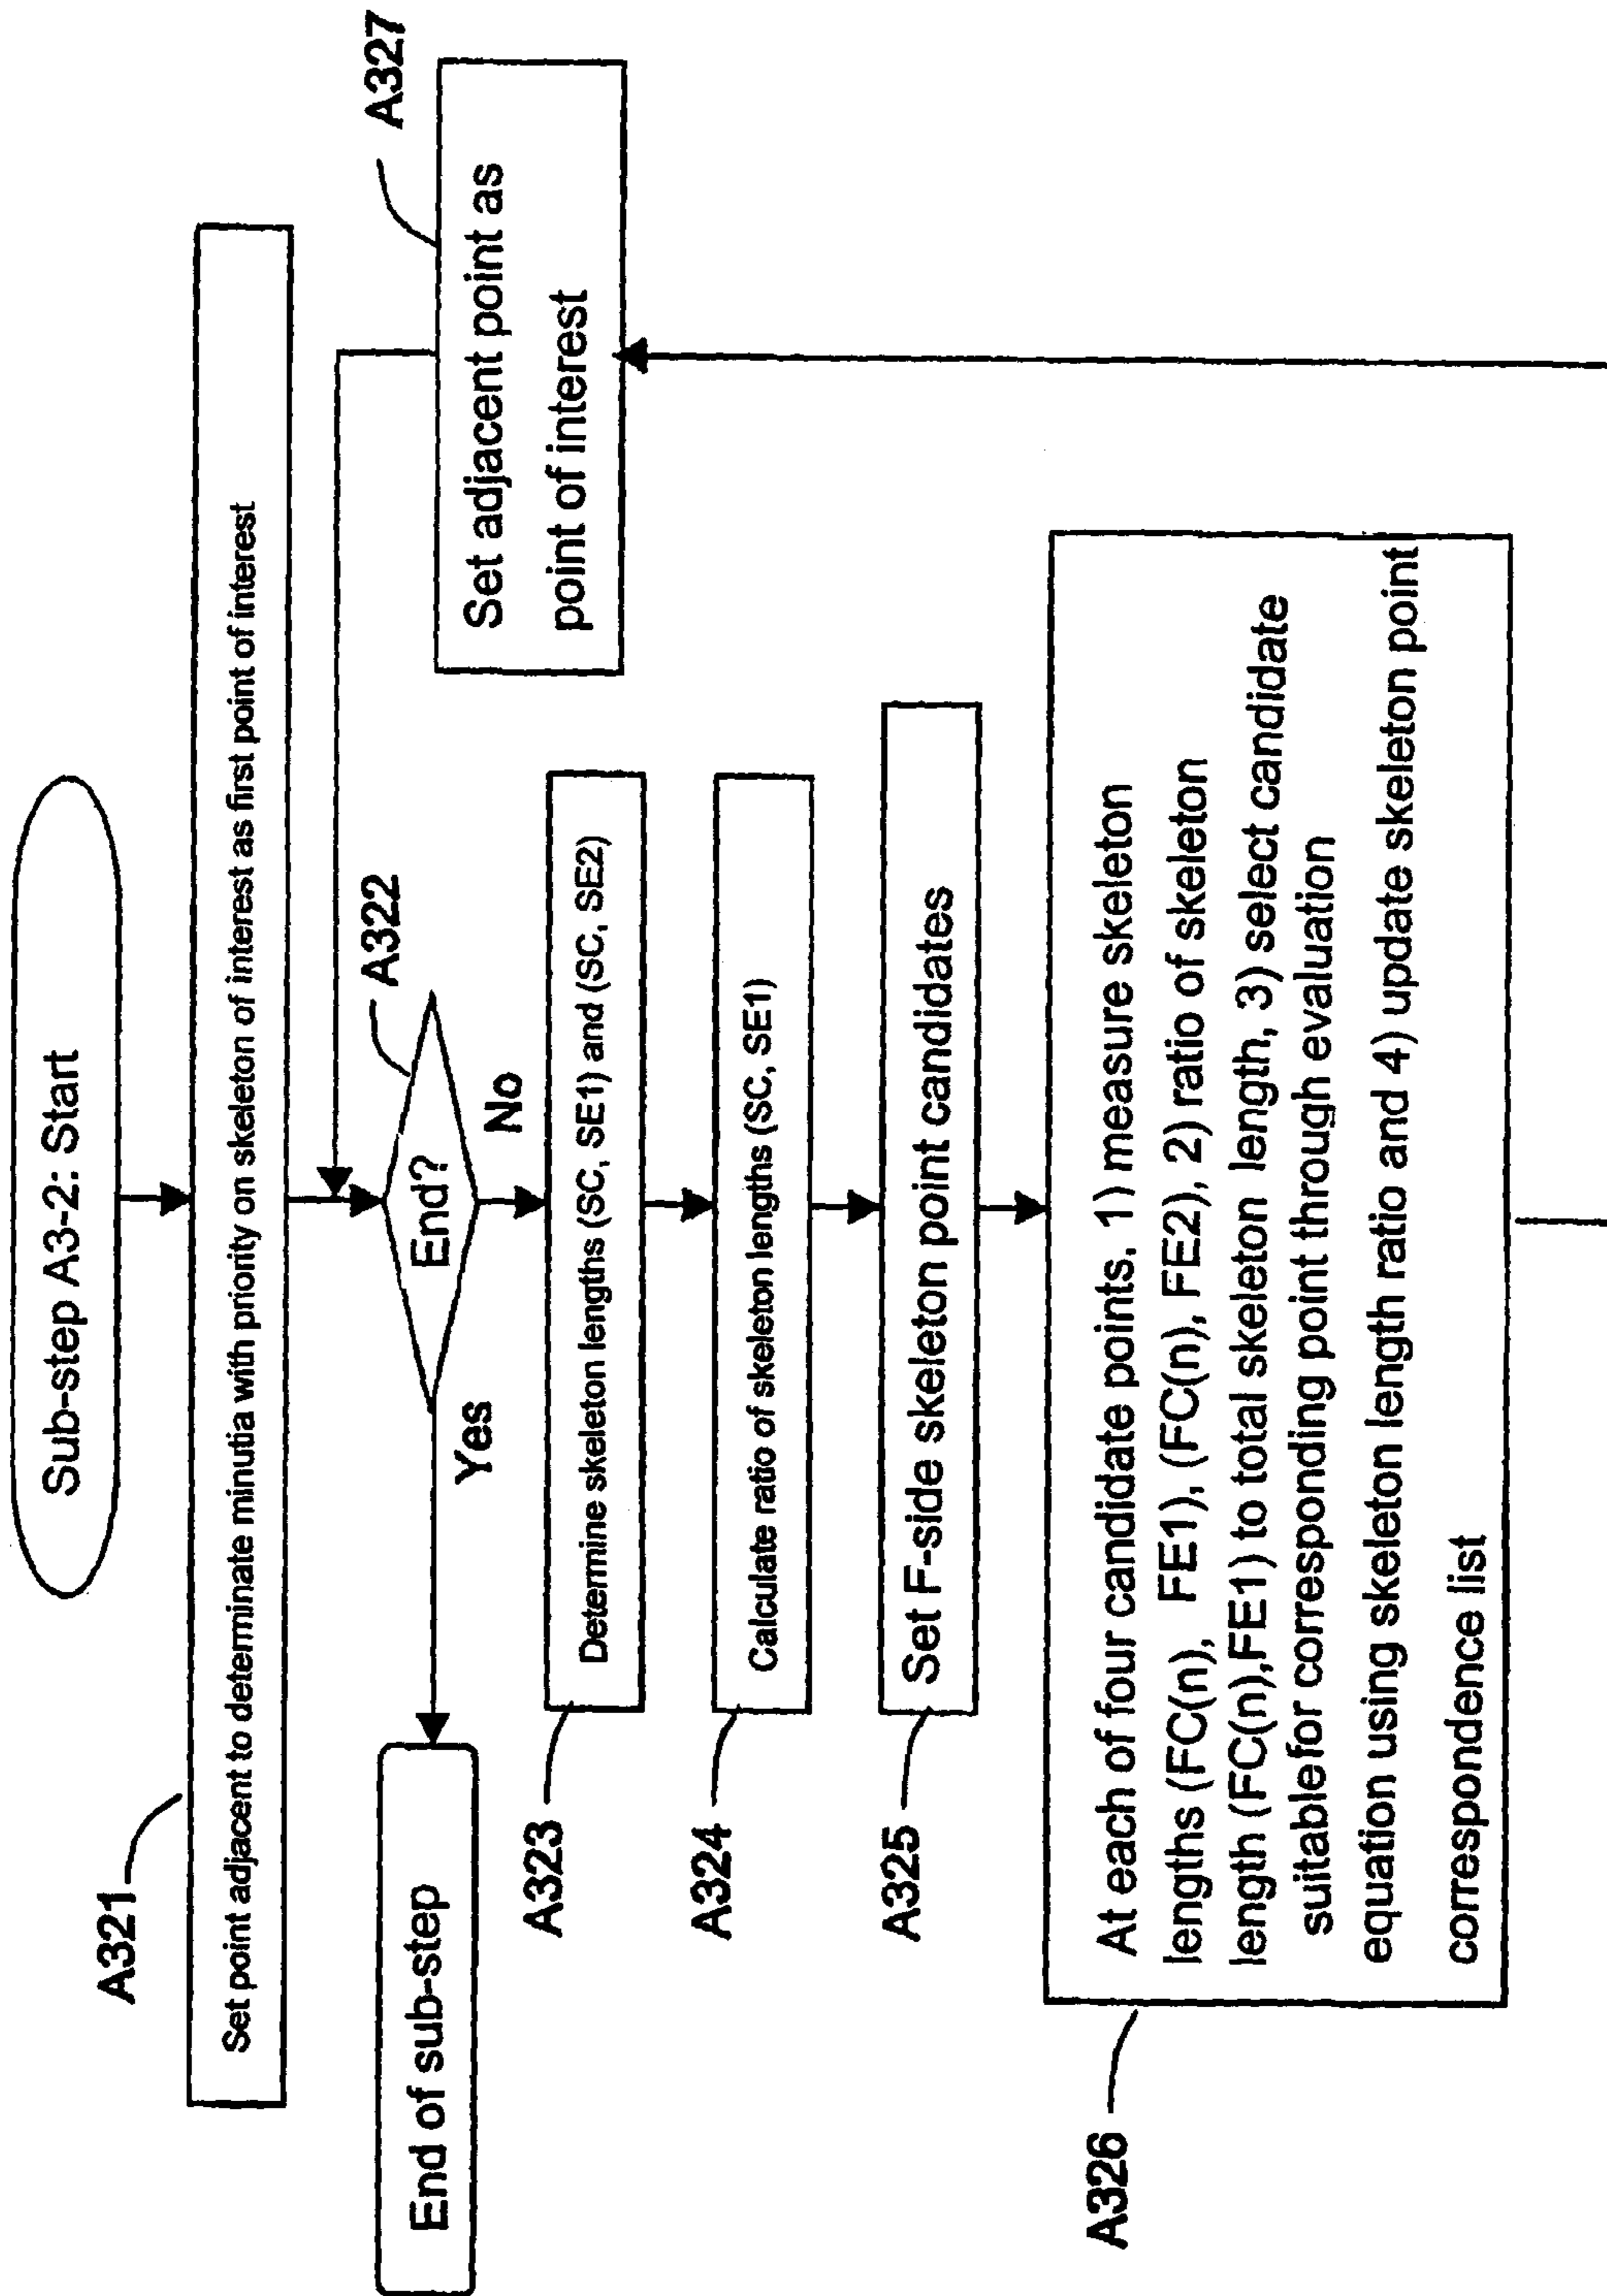 Sub-step A3-2: Start
A321
Set point adjacent to determinate minutia with priority on skeleton of interest as first point of interest
A322
End?
Yes
No
End of sub-step
A323
Determine skeleton lengths (SC, SE1) and (SC, SE2)
A324
Calculate ratio of skeleton lengths (SC, SE1)
A325
Set F-side skeleton point candidates
A326
At each of four candidate points, 1) measure skeleton
lengths (FC(n), FE1), (FC(n), FE2), 2) ratio of skeleton
length (FC(n),FE1) to total skeleton length, 3) select candidate
suitable for corresponding point through evaluation
equation using skeleton length ratio and 4) update skeleton point
correspondence list
A327
Set adjacent point as
point of interest